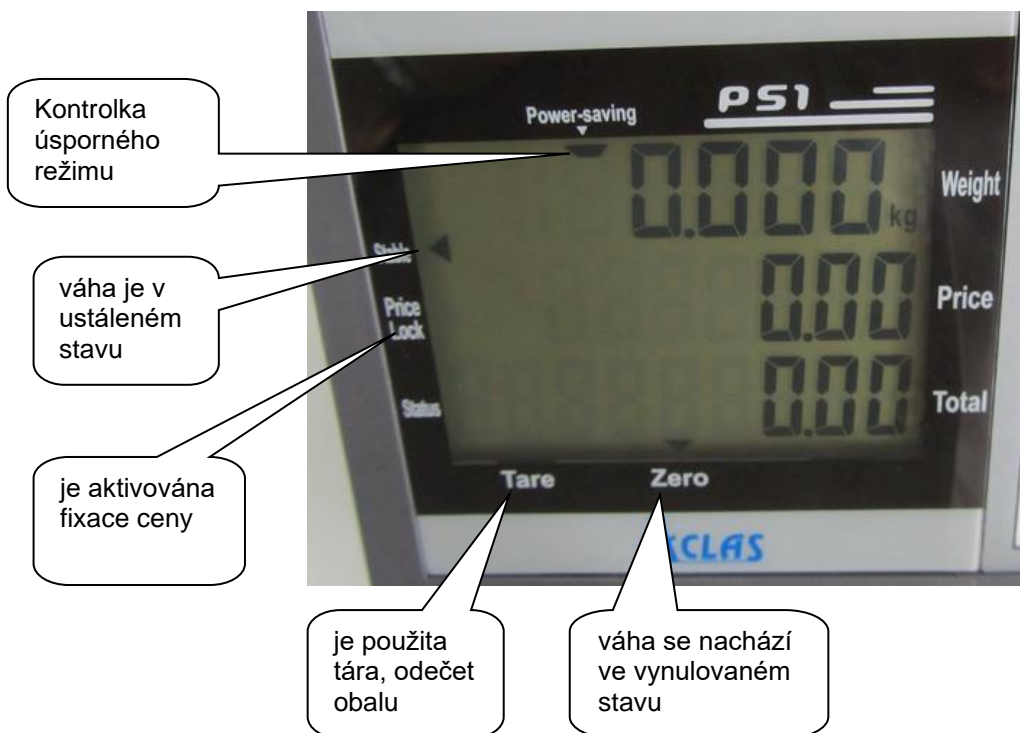 Kontrolka
úsporného
režimu
váha je v
ustáleném
stavu
je aktivována
fixace ceny
PS1
Power-saving
0.000 kg
Weight
Stable
0.00
Price
Price
Lock
0.00
Total
Status
Tare
Zero
je použita
tára, odečet
obalu
váha se nachází
ve vynulovaném
stavu